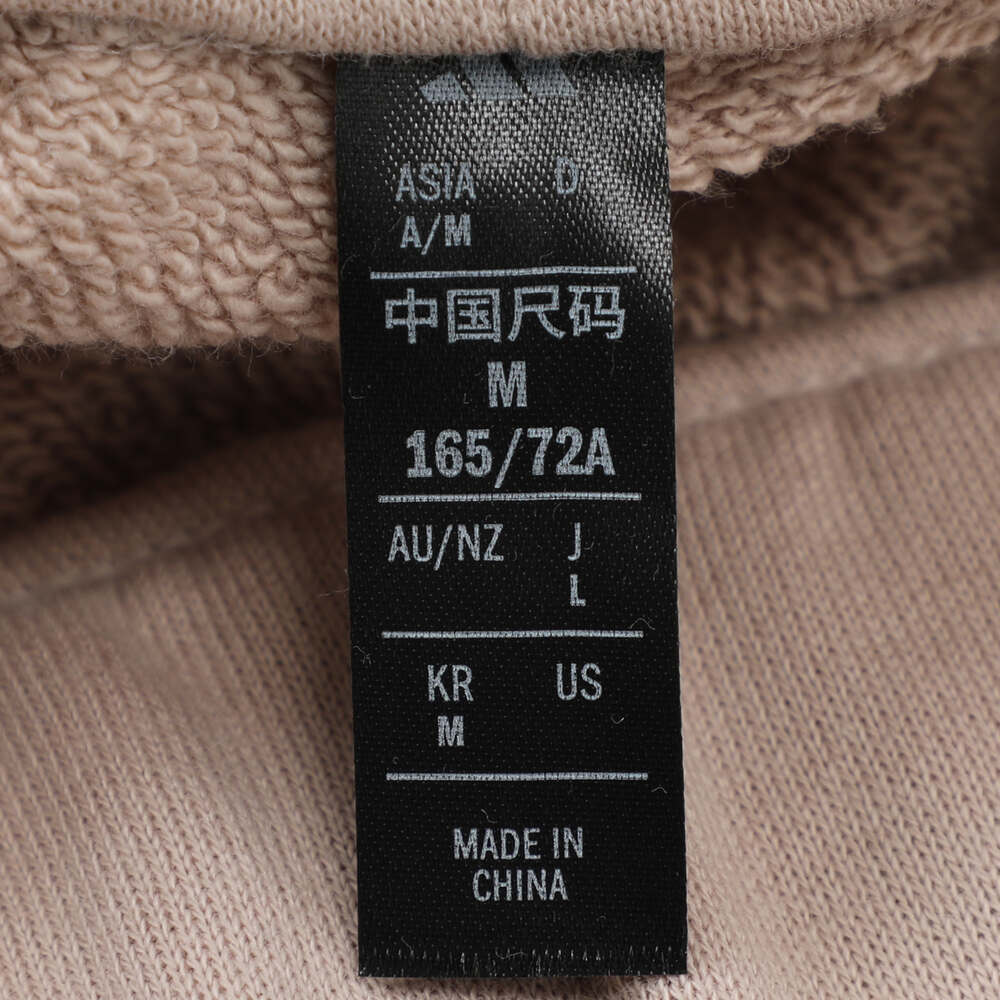 ASIA D
A/M
中国尺码
M
165/72A
AU/NZ J
L
KR US
M
MADE IN
CHINA